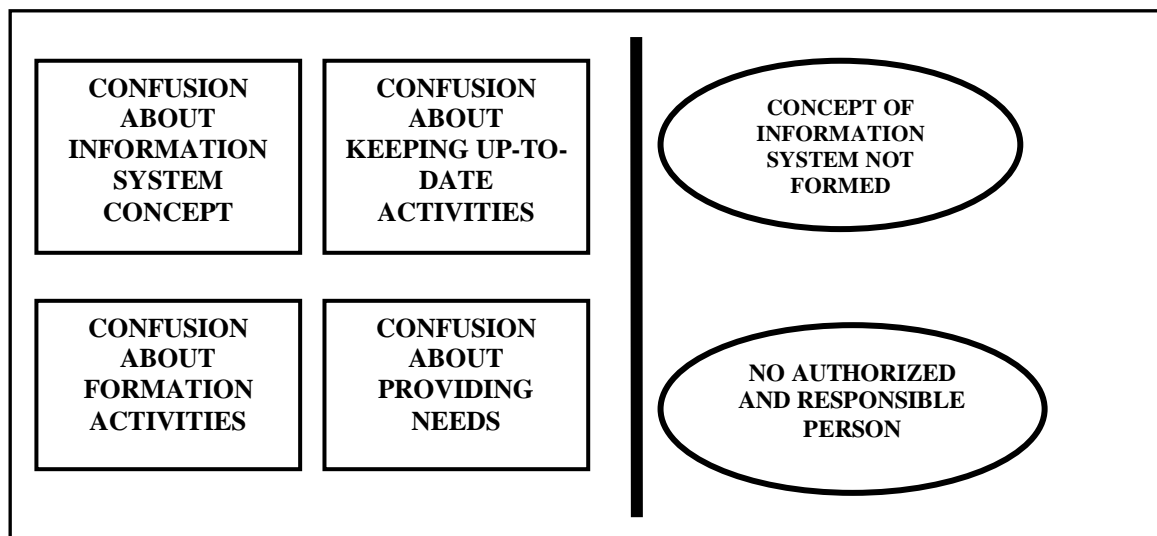 CONFUSION
ABOUT
INFORMATION
SYSTEM
CONCEPT
CONFUSION
ABOUT
KEEPING UP-TO-
DATE
ACTIVITIES
CONCEPT OF
INFORMATION
SYSTEM NOT
FORMED
CONFUSION
ABOUT
FORMATION
ACTIVITIES
CONFUSION
ABOUT
PROVIDING
NEEDS
NO AUTHORIZED
AND RESPONSIBLE
PERSON